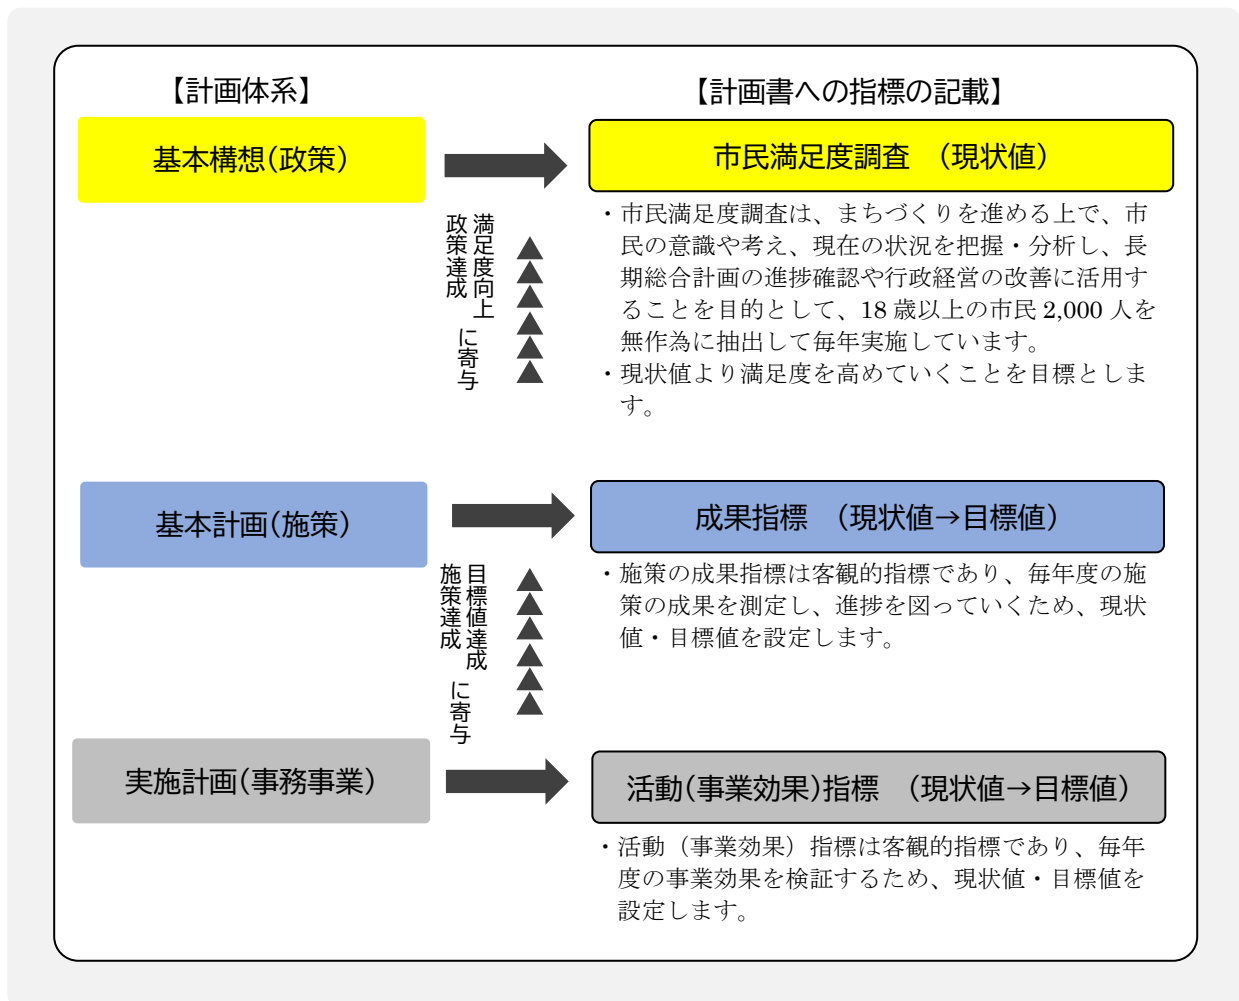 【計画体系】
【計画書への指標の記載】
基本構想(政策)
市民満足度調査　(現状値)
・市民満足度調査は、まちづくりを進める上で、市
民の意識や考え、現在の状況を把握・分析し、長
期総合計画の進捗確認や行政経営の改善に活用す
ることを目的として、18 歳以上の市民 2,000 人を
無作為に抽出して毎年実施しています。
・現状値より満足度を高めていくことを目標としま
す。
満足度向上
政策達成
に寄与
基本計画(施策)
成果指標　(現状値→目標値)
・施策の成果指標は客観的指標であり、毎年度の施
策の成果を測定し、進捗を図っていくため、現状
値・目標値を設定します。
目標値達成
施策達成
に寄与
実施計画(事務事業)
活動(事業効果)指標　(現状値→目標値)
・活動（事業効果）指標は客観的指標であり、毎年
度の事業効果を検証するため、現状値・目標値を
設定します。